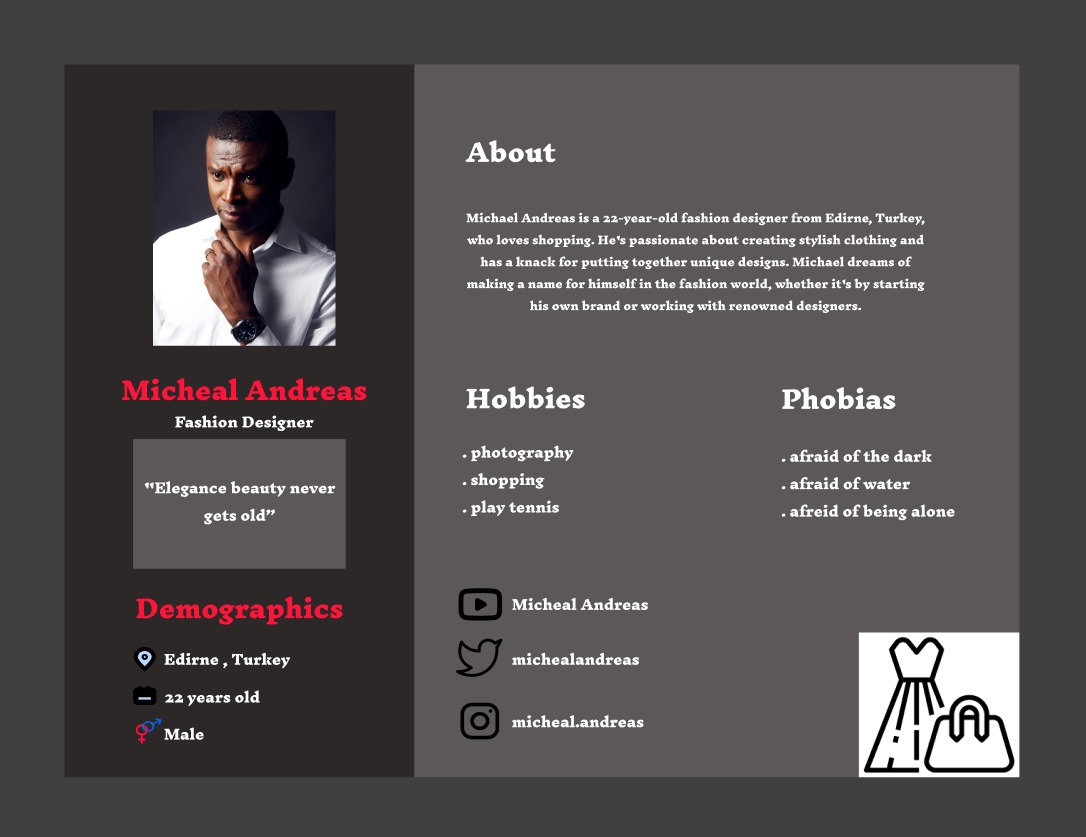 Micheal Andreas
Fashion Designer
"Elegance beauty never
gets old”
Demographics
Edirne , Turkey
22 years old
Male
About
Michael Andreas is a 22-year-old fashion designer from Edirne, Turkey,
who loves shopping. He's passionate about creating stylish clothing and
has a knack for putting together unique designs. Michael dreams of
making a name for himself in the fashion world, whether it's by starting
his own brand or working with renowned designers.
Hobbies
. photography
. shopping
. play tennis
Phobias
. afraid of the dark
. afraid of water
. afreid of being alone
Micheal Andreas
michealandreas
micheal.andreas